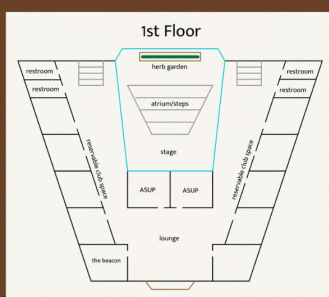 1st Floor
herb garden
restroom
restroom
restroom
restroom
atrium/steps
reservable club space
reservable club space
stage
ASUP
ASUP
lounge
the beacon